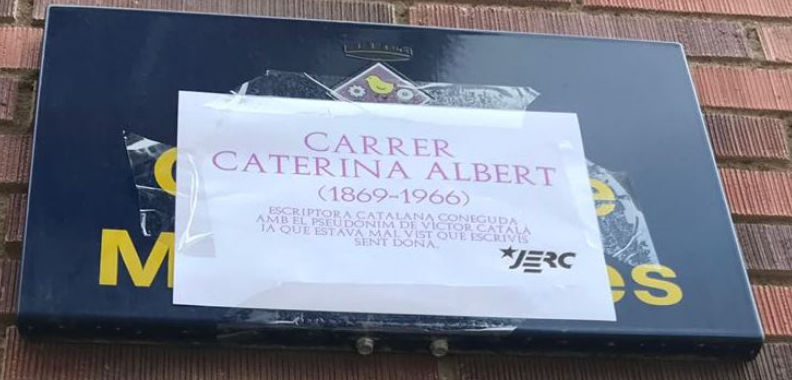 CARRER
CATERINA ALBERT
(1869-1966)
ESCRIPTORA CATALANA CONEGUDA
AMB EL PSEUDÒNIM DE VÍCTOR CATALÀ
JA QUE ESTAVA MAL VIST QUE ESCRIVÍS
SENT DONA.
JERC